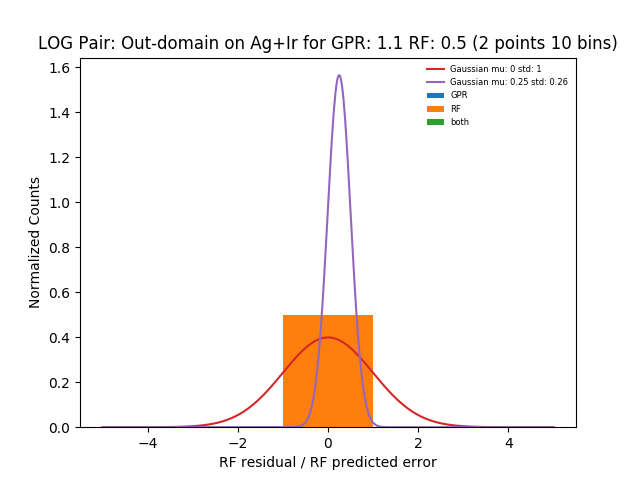 LOG Pair: Out-domain on Ag+Ir for GPR: 1.1 RF: 0.5 (2 points 10 bins)
Gaussian mu: 0 std: 1
Gaussian mu: 0.25 std: 0.26
GPR
RF
both
Normalized Counts
1.6
1.4
1.2
1.0
0.8
0.6
0.4
0.2
0.0
−4
−2
0
2
4
RF residual / RF predicted error